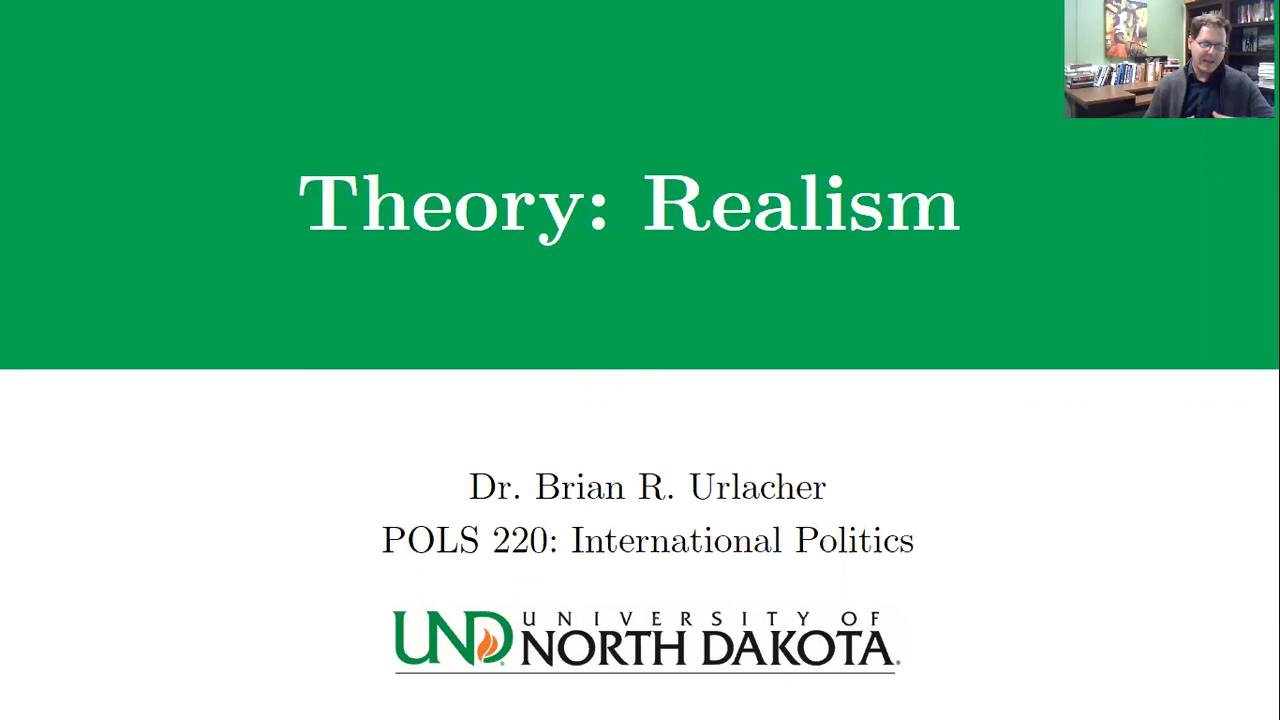 Theory: Realism
Dr. Brian R. Urlacher
POLS 220: International Politics
UND UNIVERSITY OF
NORTH DAKOTA.